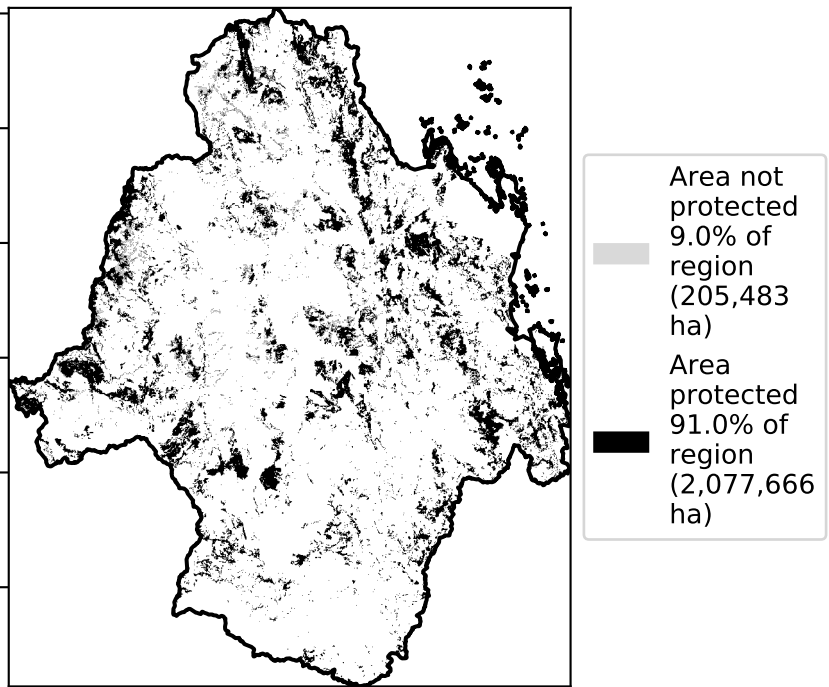 Area not
protected
9.0% of
region
(205,483
ha)
Area
protected
91.0% of
region
(2,077,666
ha)